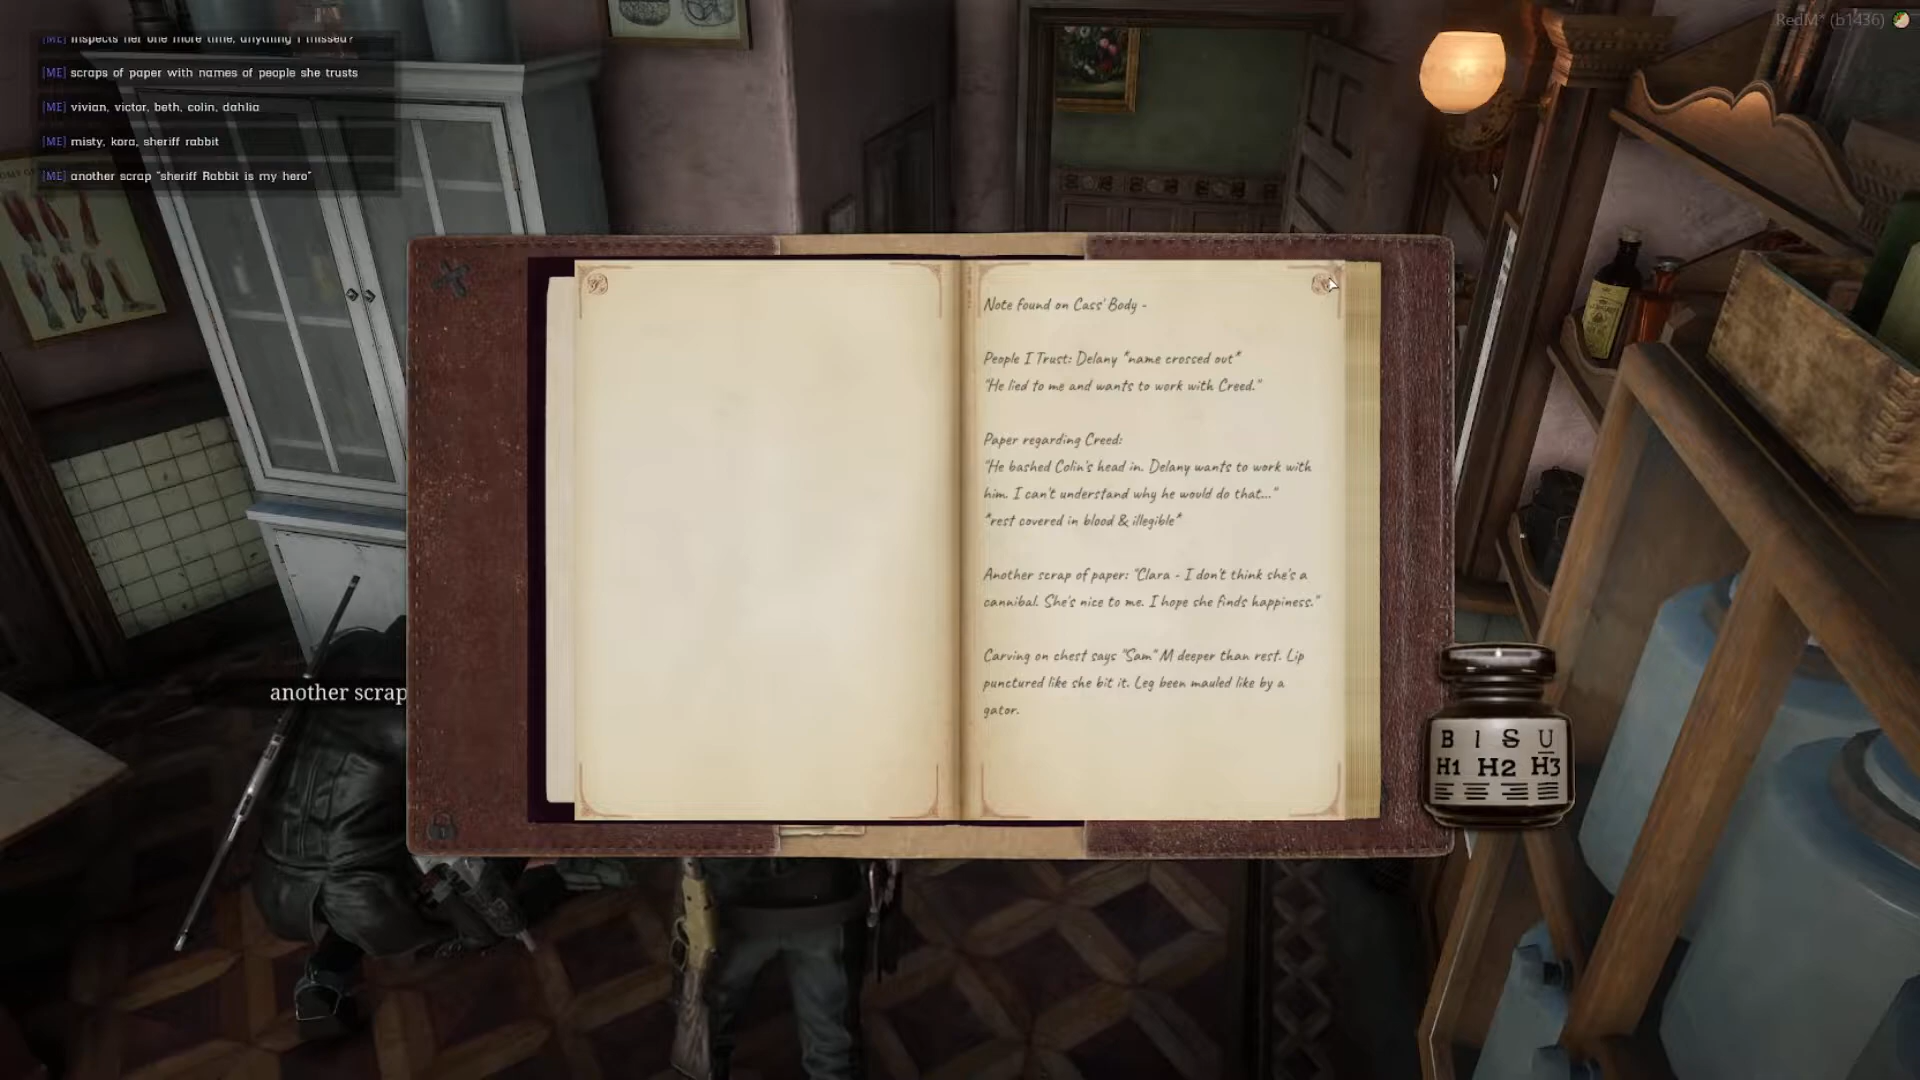 RedM* (b1436)
[ME] inspects her one more time, anything I missed?
[ME] scraps of paper with names of people she trusts
[ME] vivian, victor, beth, colin, dahlia
[ME] misty, kora, sheriff rabbit
[ME] another scrap "sheriff Rabbit is my hero"
Note found on Cass' Body -
People I Trust: Delany *name crossed out*
"He lied to me and wants to work with Creed."
Paper regarding Creed:
"He bashed Colin's head in. Delany wants to work with
him. I can't understand why he would do that..."
*rest covered in blood & illegible*
Another scrap of paper: "Clara - I don't think she's a
cannibal. She's nice to me. I hope she finds happiness."
Carving on chest says "Sam" M deeper than rest. Lip
punctured like she bit it. Leg been mauled like by a
gator.
another scrap
B I S U
H1 H2 H3